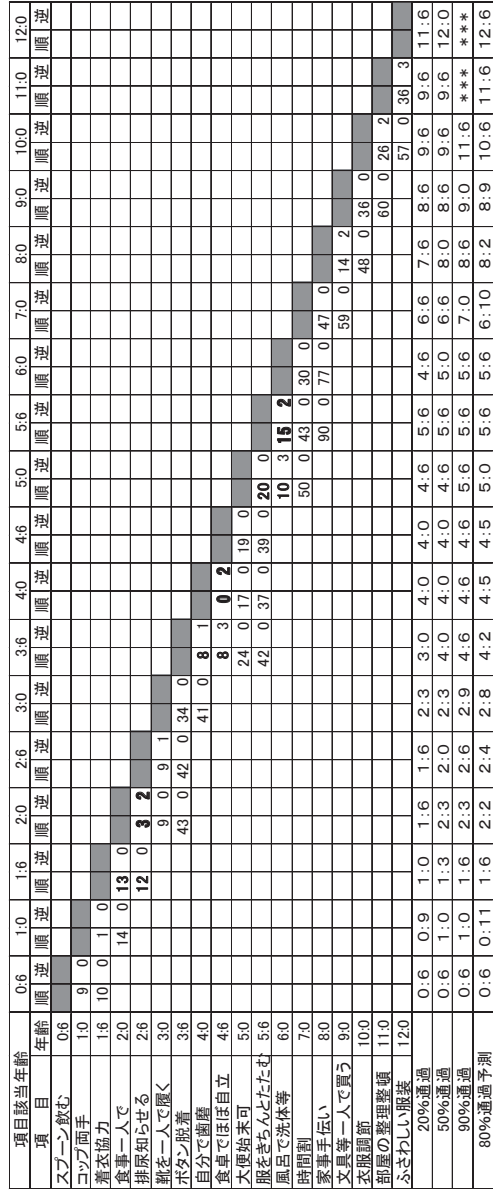 項目該当年齢 0:6 1:0 1:6 2:0 2:6 3:0 3:6 4:0 4:6 5:0 5:6 6:0 7:0 8:0 9:0 10:0 11:0 12:0
項 目 年齢 順 逆 順 逆 順 逆 順 逆 順 逆 順 逆 順 逆 順 逆 順 逆 順 逆 順 逆 順 逆 順 逆 順 逆 順 逆 順 逆 順 逆 順 逆
スプーン飲む 0:6
コップ両手 1:0 9 0
着衣協力 1:6 10 0 1 0
食事一人で 2:0 14 0 13 0
排尿知らせる 2:6 12 0 3 2
靴を一人で履く 3:0 9 0 9 1
ボタン脱着 3:6 43 0 42 0 34 0
自分で歯磨 4:0 41 0 8 1
食卓でほぼ自立 4:6 8 3 0 2
大便始末可 5:0 24 0 17 0 19 0
服をきちんとたたむ 5:6 42 0 37 0 39 0 20 0
風呂で洗体等 6:0 10 3 15 2
時間割 7:0 50 0 43 0 30 0
家事手伝い 8:0 90 0 77 0 47 0
文具等一人で買う 9:0 59 0 14 2
衣服調節 10:0 48 0 36 0
部屋の整理整頓 11:0 60 0 26 2
ふさわしい服装 12:0 57 0 36 3
20%通過 0:6 0:9 1:0 1:6 1:6 2:3 3:0 4:0 4:0 4:6 5:6 4:6 6:6 7:6 8:6 9:6 9:6 11:6
50%通過 0:6 1:0 1:3 2:3 2:0 2:3 4:0 4:0 4:0 4:6 5:6 5:0 6:6 8:0 8:6 9:6 9:6 12:0
90%通過 0:6 1:0 1:6 2:3 2:6 2:9 4:6 4:6 4:6 5:6 5:6 5:6 7:0 8:6 9:0 11:6 *** ***
80%通過予測 0:6 0:11 1:6 2:2 2:4 2:8 4:2 4:5 4:5 5:0 5:6 5:6 6:10 8:2 8:9 10:6 11:6 12:6